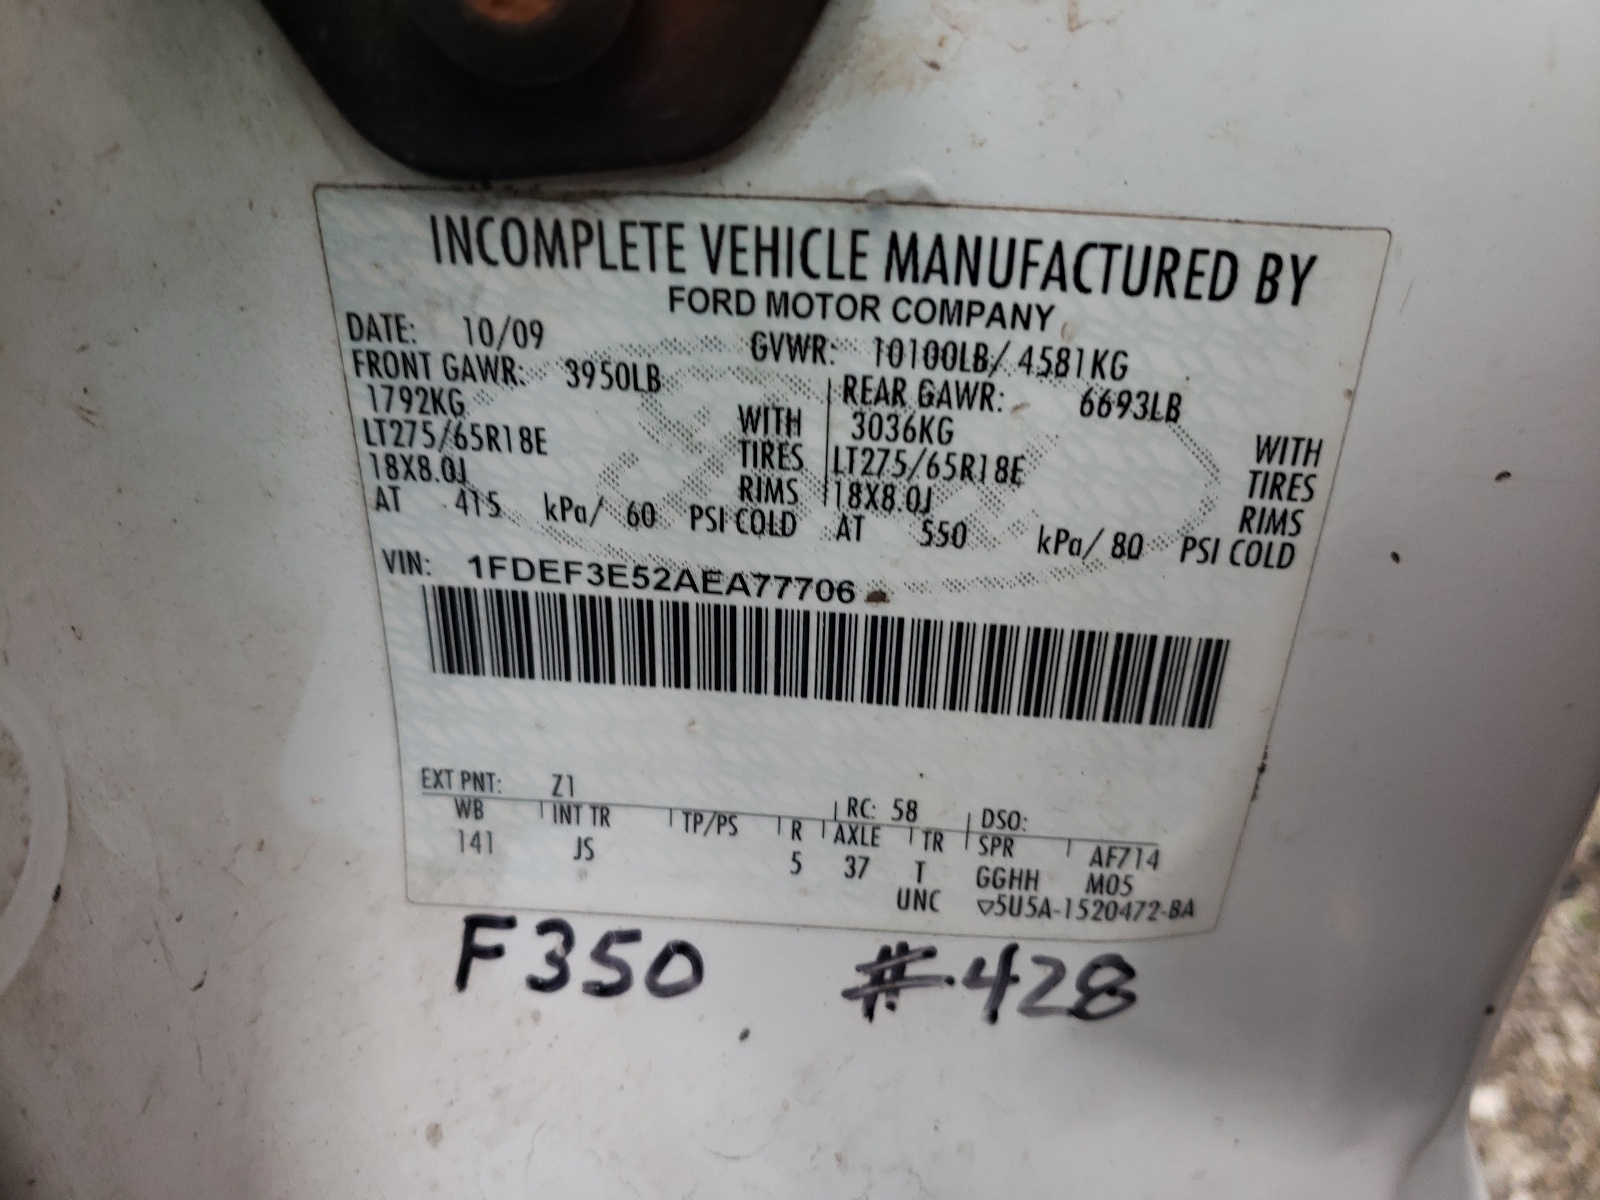 INCOMPLETE VEHICLE MANUFACTURED BY
FORD MOTOR COMPANY
DATE: 10/09 GVWR: 10100LB/ 4581KG
FRONT GAWR: 3950LB REAR GAWR: 6693LB
1792KG WITH 3036KG WITH
LT275/65R18E TIRES LT275/65R18E TIRES
18X8.0J RIMS 18X8.0J RIMS
AT 415 kPa/ 60 PSI COLD AT 550 kPa/ 80 PSI COLD
VIN: 1FDEF3E52AEA77706
EXT PNT: Z1 RC: 58 DSO:
WB INT TR TP/PS R AXLE TR SPR AF714
141 JS 5 37 T GGHH M05
UNC ▽5U5A-1520472-BA
F350 #428